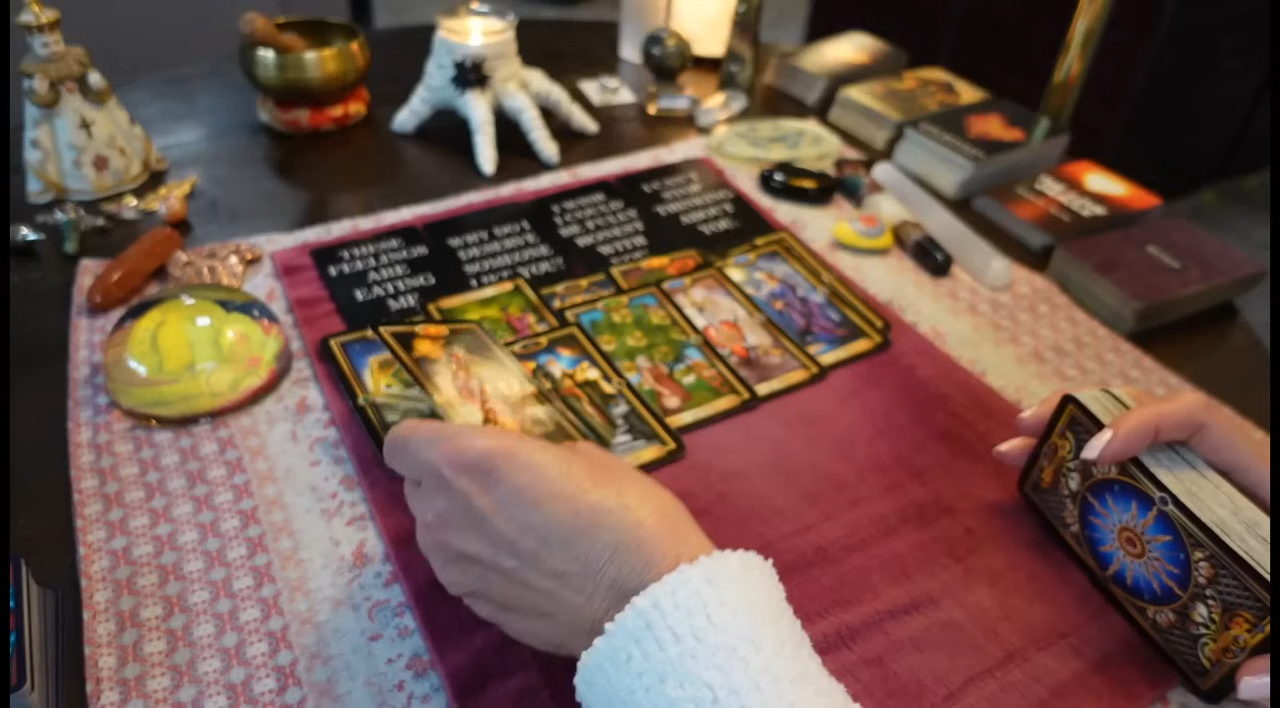 THESE
FEELINGS
ARE
EATING
ME
WHY DO I
DESERVE
SOMEONE
LIKE YOU?
I WISH
I COULD
BE FULLY
HONEST
WITH
I CAN'T
STOP
THINKING
ABOUT
YOU